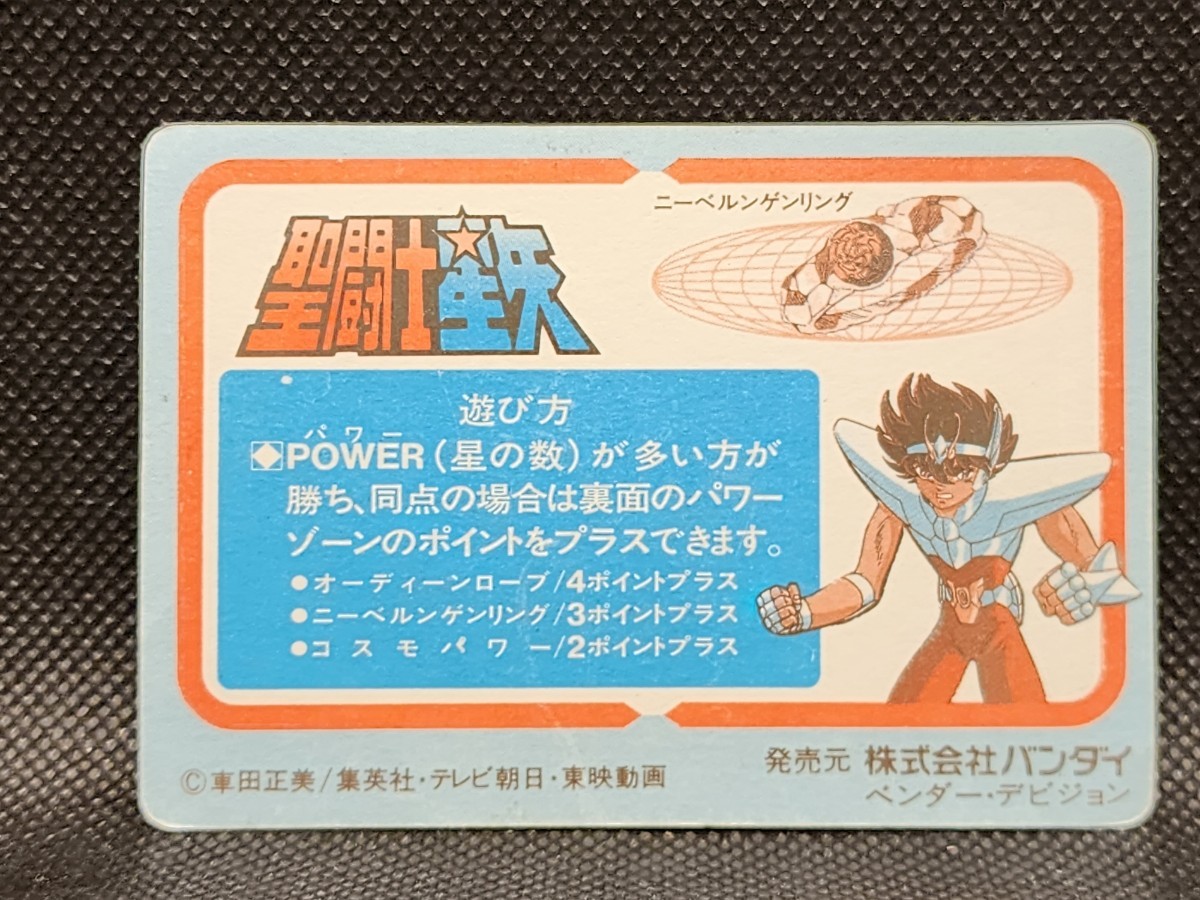 聖闘士星矢
ニーベルンゲンリング
遊び方
パワー
◆POWER(星の数)が多い方が
勝ち、同点の場合は裏面のパワー
ゾーンのポイントをプラスできます。
●オーディーンローブ/4ポイントプラス
●ニーベルンゲンリング/3ポイントプラス
●コスモパワー/2ポイントプラス
©車田正美/集英社・テレビ朝日・東映動画
発売元 株式会社バンダイ
ベンダー・デビジョン